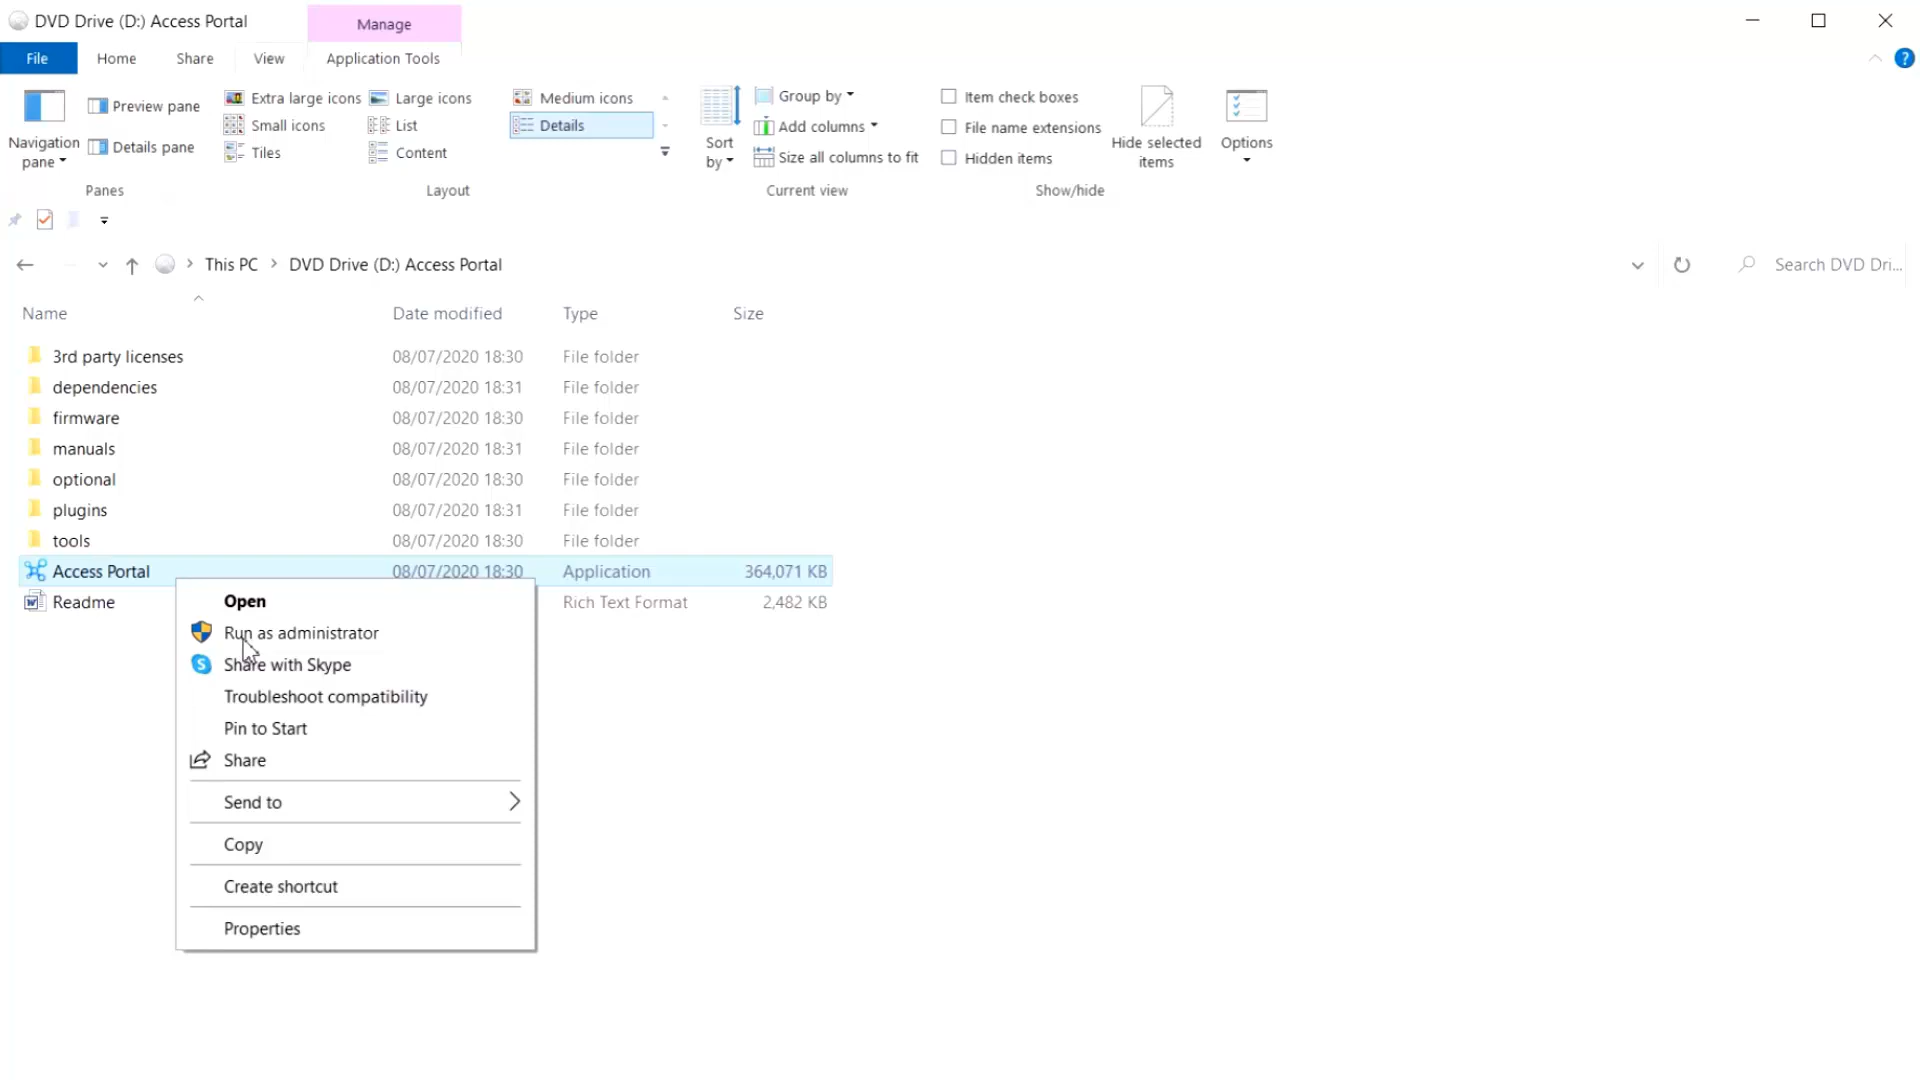 DVD Drive (D:) Access Portal
Manage
File
Home
Share
View
Application Tools
Navigation pane
Preview pane
Details pane
Panes
Extra large icons
Large icons
Medium icons
Small icons
List
Details
Tiles
Content
Layout
Sort by
Group by
Add columns
Size all columns to fit
Current view
Item check boxes
File name extensions
Hidden items
Hide selected items
Show/hide
Options
?
This PC
DVD Drive (D:) Access Portal
Search DVD Dri...
Name Date modified Type Size
3rd party licenses 08/07/2020 18:30 File folder
dependencies 08/07/2020 18:31 File folder
firmware 08/07/2020 18:30 File folder
manuals 08/07/2020 18:31 File folder
optional 08/07/2020 18:30 File folder
plugins 08/07/2020 18:31 File folder
tools 08/07/2020 18:30 File folder
Access Portal 08/07/2020 18:30 Application 364,071 KB
Readme Rich Text Format 2,482 KB
Open
Run as administrator
Share with Skype
Troubleshoot compatibility
Pin to Start
Share
Send to
Copy
Create shortcut
Properties